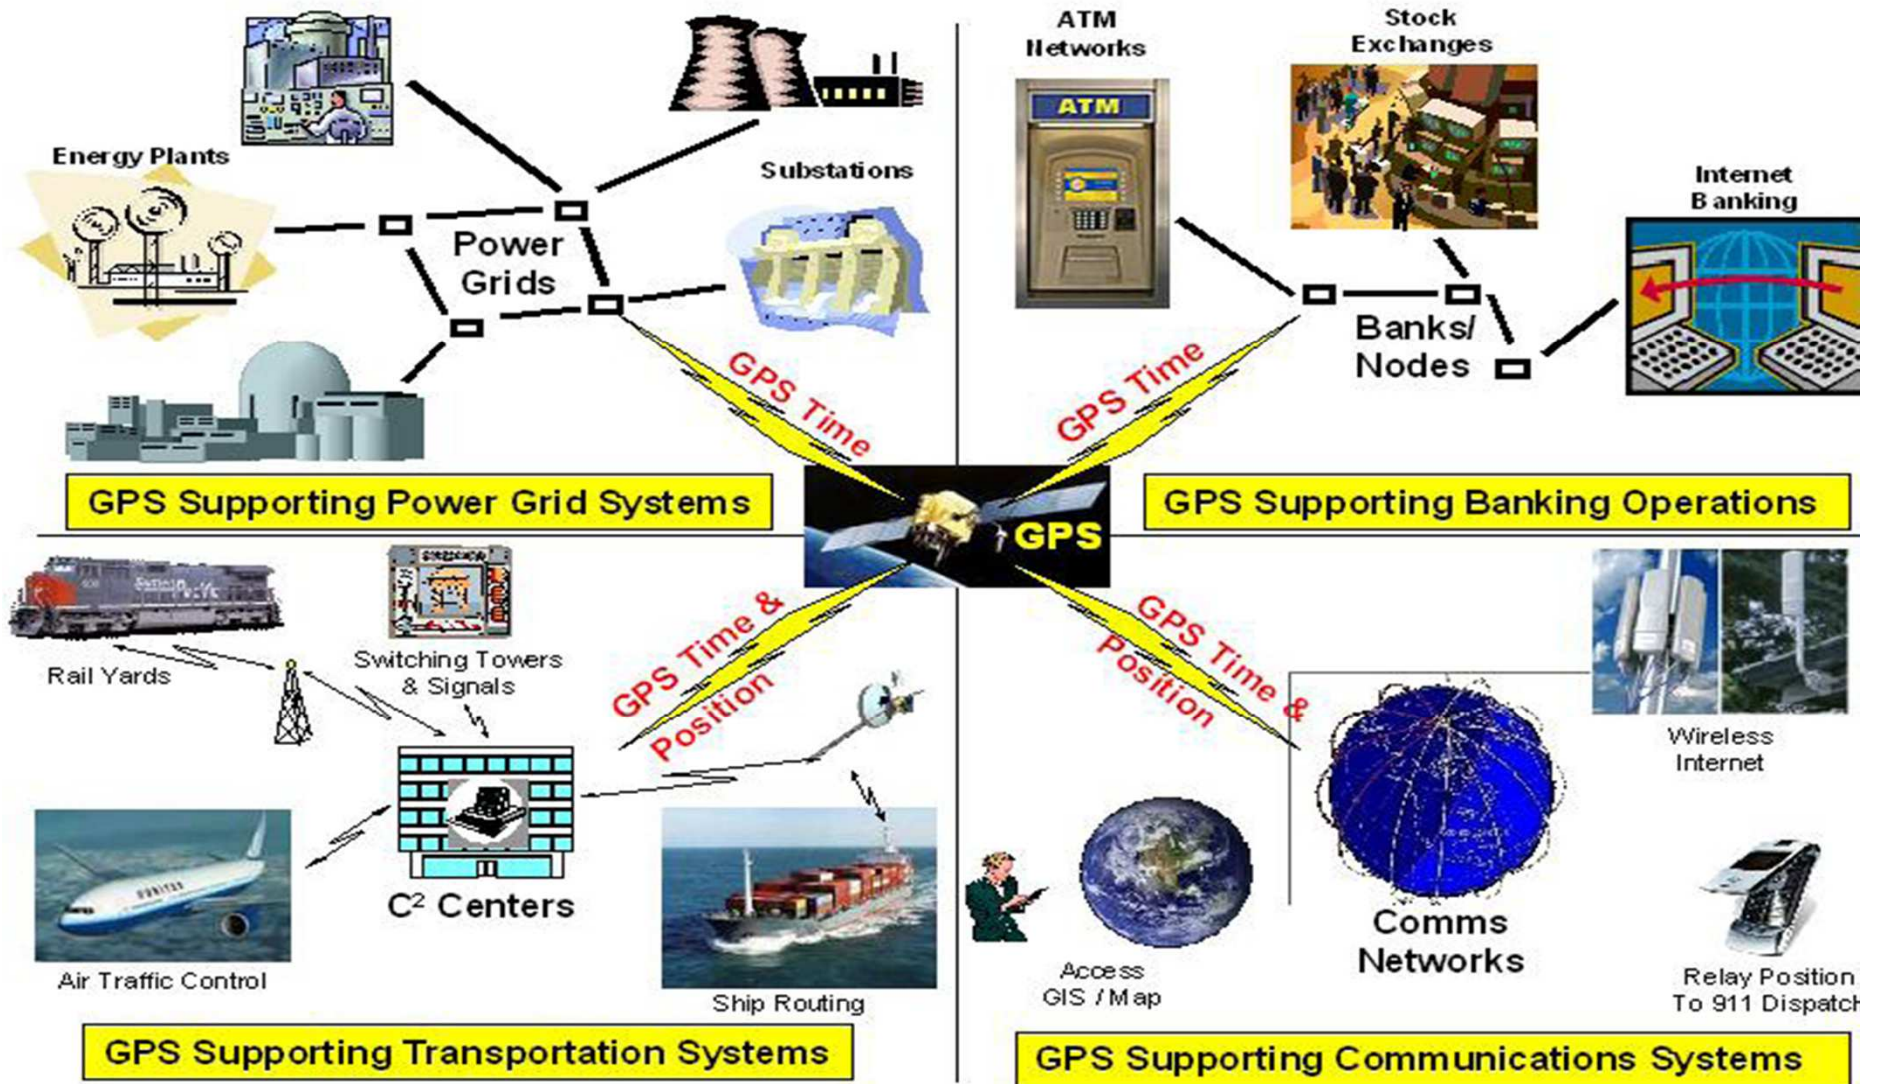 Energy Plants
Substations
Power
Grids
GPS Time
GPS Supporting Power Grid Systems
ATM
Networks
ATM
Stock
Exchanges
Internet
Banking
Banks/
Nodes
GPS Time
GPS Supporting Banking Operations
GPS
Rail Yards
Switching Towers
& Signals
GPS Time &
Position
C² Centers
Air Traffic Control
Ship Routing
GPS Supporting Transportation Systems
GPS Time &
Position
Wireless
Internet
Comms
Networks
Access
GIS / Map
Relay Position
To 911 Dispatch
GPS Supporting Communications Systems